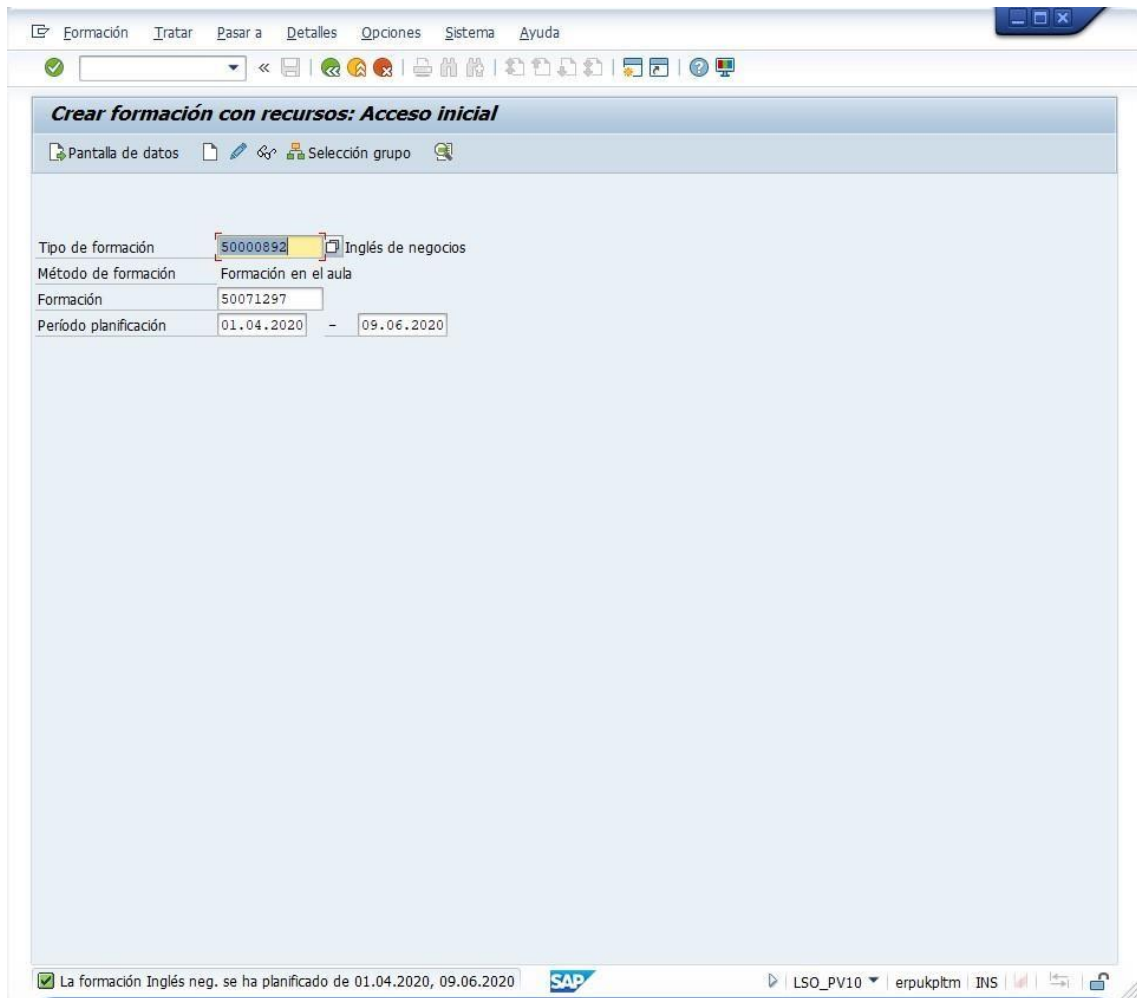 Formación Tratar Pasar a Detalles Opciones Sistema Ayuda
Crear formación con recursos: Acceso inicial
Pantalla de datos Selección grupo
Tipo de formación 50000892 Inglés de negocios
Método de formación Formación en el aula
Formación 50071297
Período planificación 01.04.2020 - 09.06.2020
La formación Inglés neg. se ha planificado de 01.04.2020, 09.06.2020 SAP LSO_PV10 erpukpltm INS